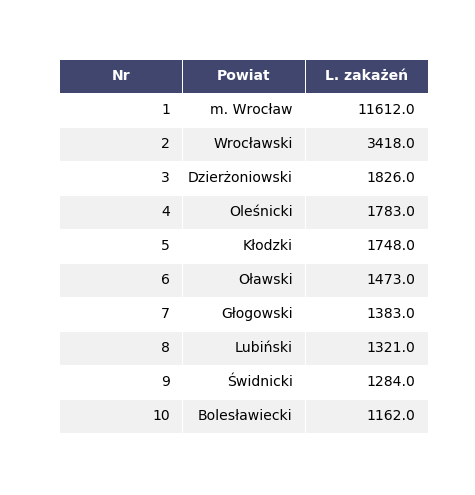 Nr Powiat L. zakażeń
1 m. Wrocław 11612.0
2 Wrocławski 3418.0
3 Dzierżoniowski 1826.0
4 Oleśnicki 1783.0
5 Kłodzki 1748.0
6 Oławski 1473.0
7 Głogowski 1383.0
8 Lubiński 1321.0
9 Świdnicki 1284.0
10 Bolesławiecki 1162.0